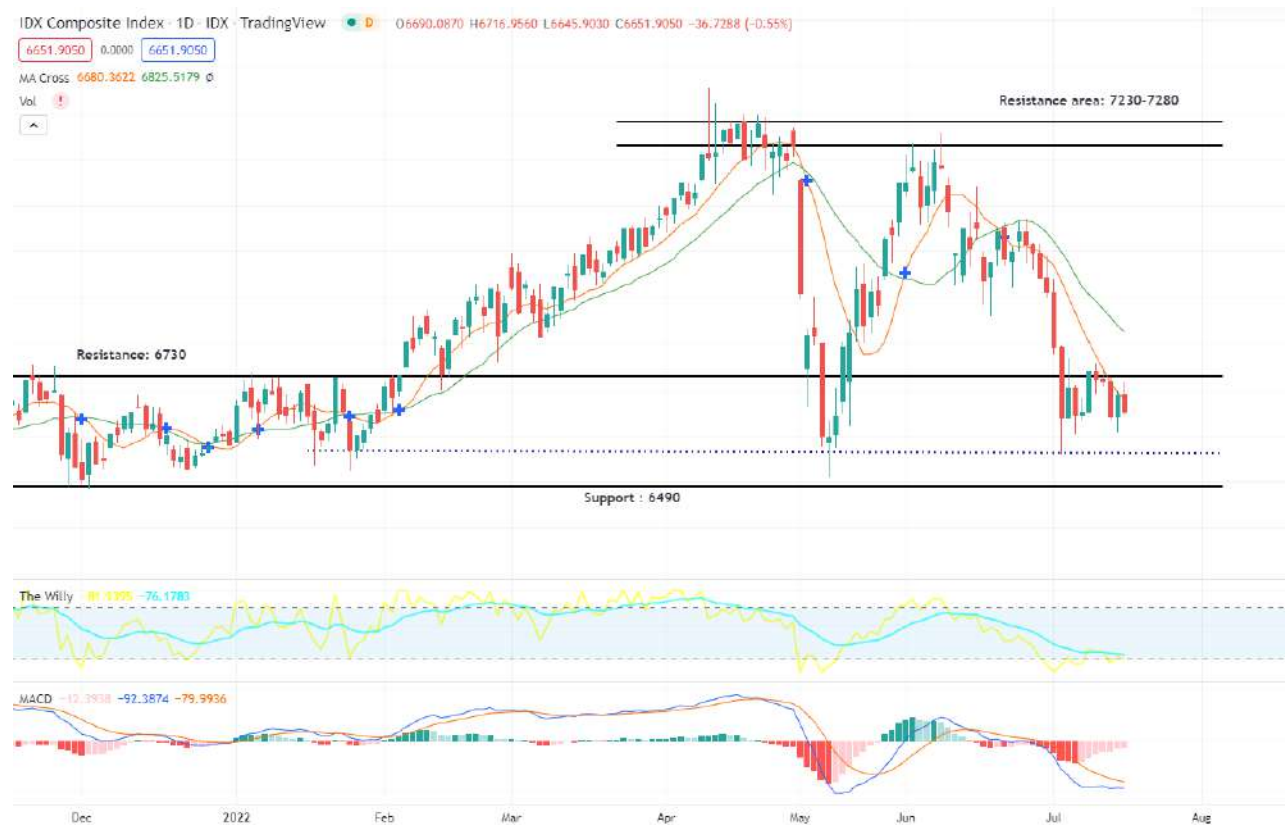 IDX Composite Index · 1D · IDX · TradingView D O6690.0870 H6716.9560 L6645.9030 C6651.9050 −36.7288 (−0.55%)
6651.9050 0.0000 6651.9050
MA Cross 6680.3622 6825.5179 ∅
Vol !
Resistance area: 7230-7280
Resistance: 6730
Support : 6490
The Willy −76.1783
MACD −12.3938 −92.3874 −79.9936
Dec 2022 Feb Mar Apr May Jun Jul Aug